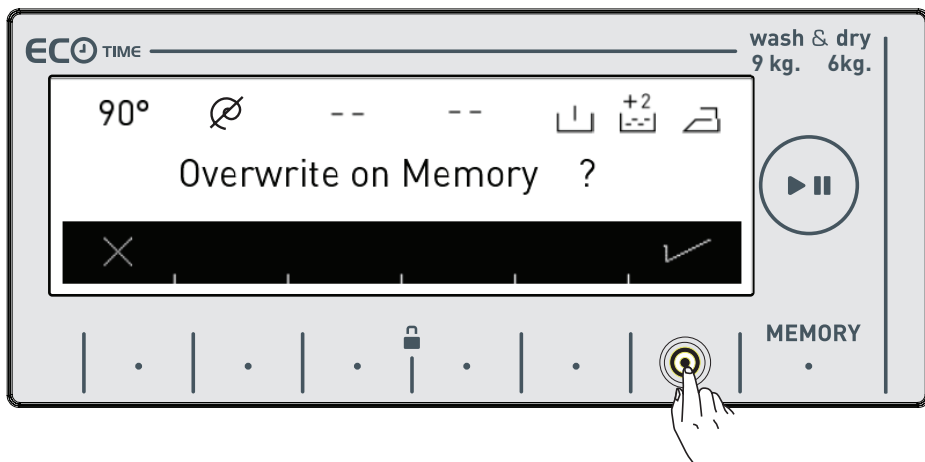 ECO TIME
wash & dry
9 kg. 6kg.
90° -- -- +2
Overwrite on Memory ?
MEMORY